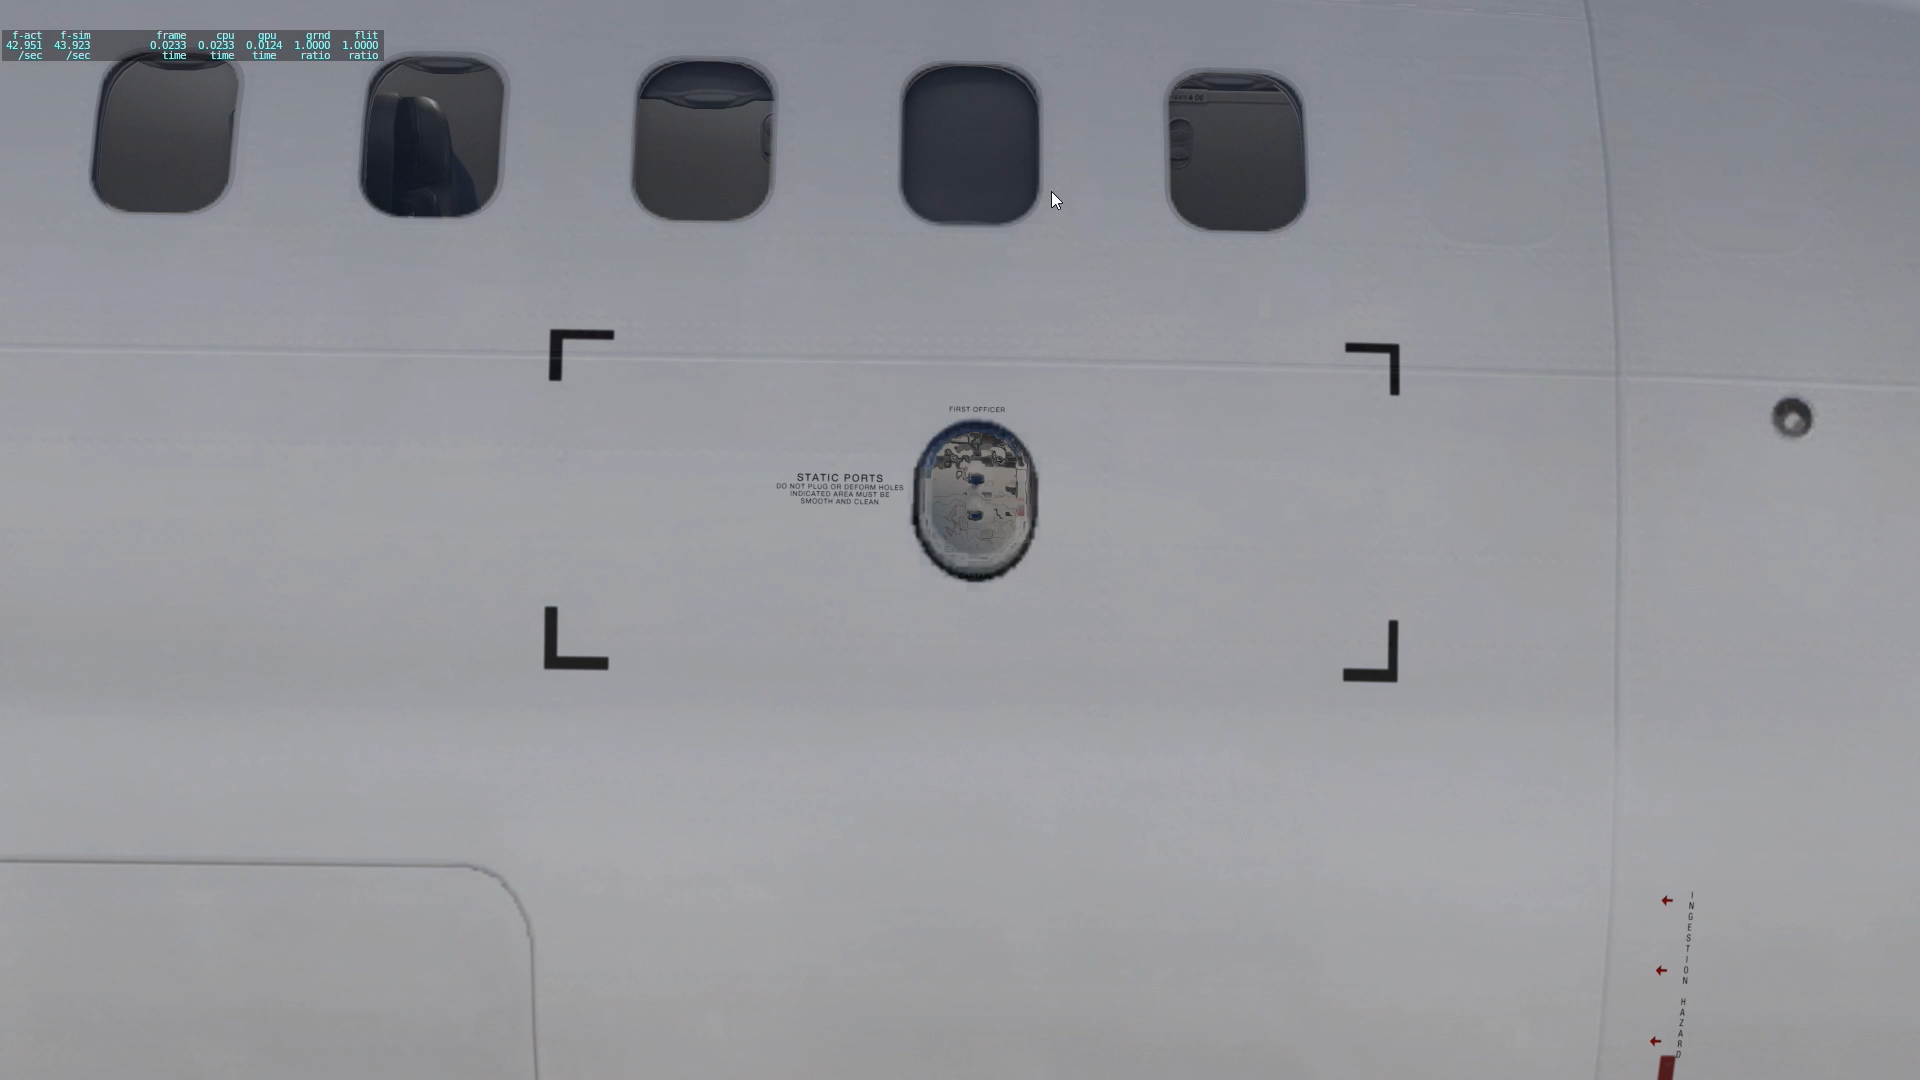 f-act f-sim frame cpu gpu grnd flit
42.951 43.923 0.0233 0.0233 0.0124 1.0000 1.0000
/sec /sec time time time ratio ratio
FIRST OFFICER
STATIC PORTS
DO NOT PLUG OR DEFORM HOLES
INDICATED AREA MUST BE
SMOOTH AND CLEAN
INGESTION HAZARD